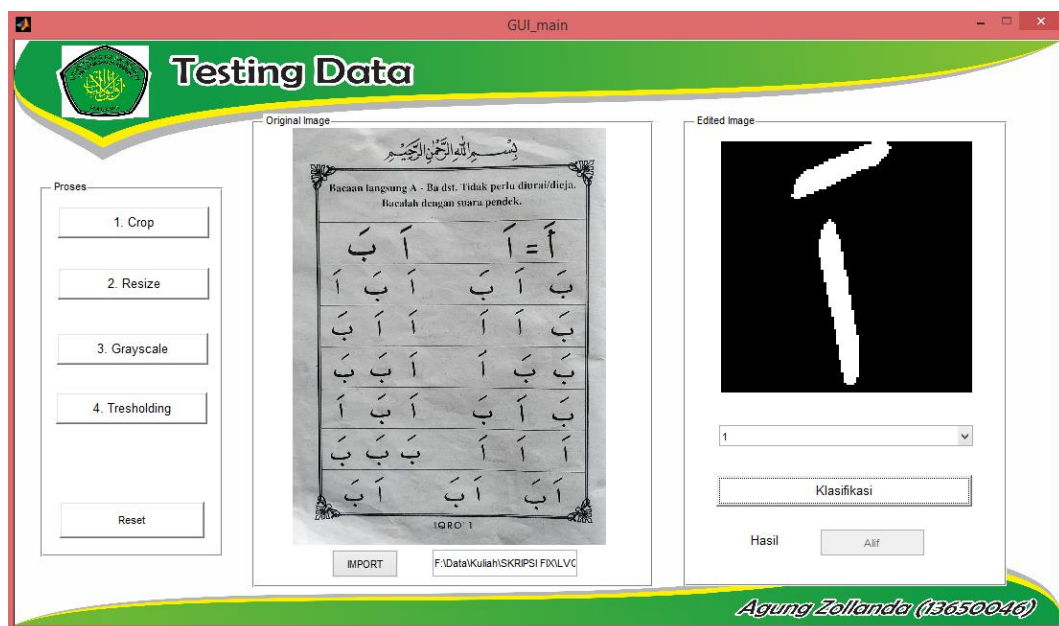 GUI_main
Testing Data
Proses
1. Crop
2. Resize
3. Grayscale
4. Tresholding
Reset
Original Image
بِسْمِ اللهِ الرَّحْمٰنِ الرَّحِيْمِ
Bacaan langsung A - Ba dst. Tidak perlu diurai/dieja.
Bacalah dengan suara pendek.
أَ = اَ اَ بَ
بَ اَ بَ اَ بَ اَ
بَ اَ اَ اَ اَ بَ
بَ بَ اَ اَ بَ بَ
بَ اَ بَ اَ بَ اَ
اَ اَ اَ بَ بَ بَ
اَ بَ اَ بَ اَ بَ
IQRO' 1
IMPORT
F:\Data\Kuliah\SKRIPSI FIX\LVC
Edited Image
اَ
1
Klasifikasi
Hasil
Alif
Agung Zollanda (13650046)